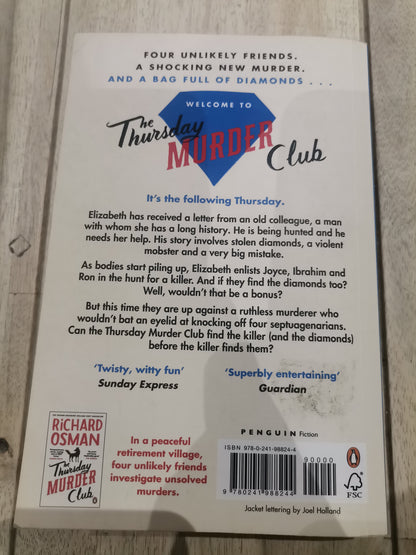 FOUR UNLIKELY FRIENDS.
A SHOCKING NEW MURDER.
AND A BAG FULL OF DIAMONDS . . .
WELCOME TO
The
Thursday
MURDER
Club
It's the following Thursday.
Elizabeth has received a letter from an old colleague, a man
with whom she has a long history. He is being hunted and he
needs her help. His story involves stolen diamonds, a violent
mobster and a very big mistake.
As bodies start piling up, Elizabeth enlists Joyce, Ibrahim and
Ron in the hunt for a killer. And if they find the diamonds too?
Well, wouldn't that be a bonus?
But this time they are up against a ruthless murderer who
wouldn't bat an eyelid at knocking off four septuagenarians.
Can the Thursday Murder Club find the killer (and the diamonds)
before the killer finds them?
'Twisty, witty fun'
Sunday Express
'Superbly entertaining'
Guardian
RICHARD
OSMAN
The
Thursday
MURDER
Club
In a peaceful
retirement village,
four unlikely friends
investigate unsolved
murders.
PENGUIN Fiction
ISBN 978-0-241-98824-4
90000
9 780241 988244
FSC
Jacket lettering by Joel Holland